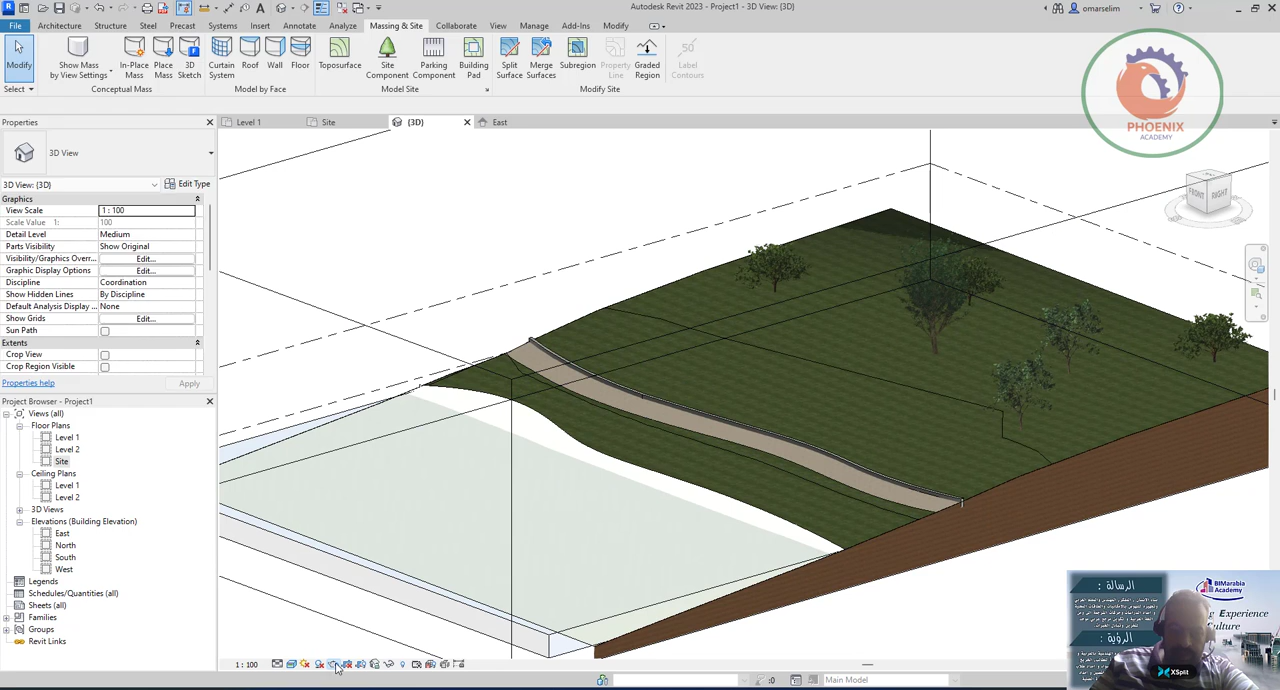 Autodesk Revit 2023 - Project1 - 3D View: {3D}
omarselim
File
Architecture
Structure
Steel
Precast
Systems
Insert
Annotate
Analyze
Massing & Site
Collaborate
View
Manage
Add-Ins
Modify
Modify
Show Mass
by View Settings
In-Place
Mass
Place
Mass
3D
Sketch
Curtain
System
Roof
Wall
Floor
Toposurface
Site
Component
Parking
Component
Building
Pad
Split
Surface
Merge
Surfaces
Subregion
Property
Line
Graded
Region
50
Label
Contours
Select
Conceptual Mass
Model by Face
Model Site
Modify Site
PHOENIX
ACADEMY
Properties
Level 1
Site
{3D}
East
3D View
3D View: {3D}
Edit Type
Graphics
View Scale
1 : 100
Scale Value 1:
100
Detail Level
Medium
Parts Visibility
Show Original
Visibility/Graphics Overr...
Edit...
Graphic Display Options
Edit...
Discipline
Coordination
Show Hidden Lines
By Discipline
Default Analysis Display ...
None
Show Grids
Edit...
Sun Path
Extents
Crop View
Crop Region Visible
Properties help
Apply
FRONT
RIGHT
Project Browser - Project1
Views (all)
Floor Plans
Level 1
Level 2
Site
Ceiling Plans
Level 1
Level 2
3D Views
Elevations (Building Elevation)
East
North
South
West
Legends
Schedules/Quantities (all)
Sheets (all)
Families
Groups
Revit Links
1 : 100
:0
Main Model
الرسالة :
الرؤية :
BIMarabia
Academy
Experience
XSplit